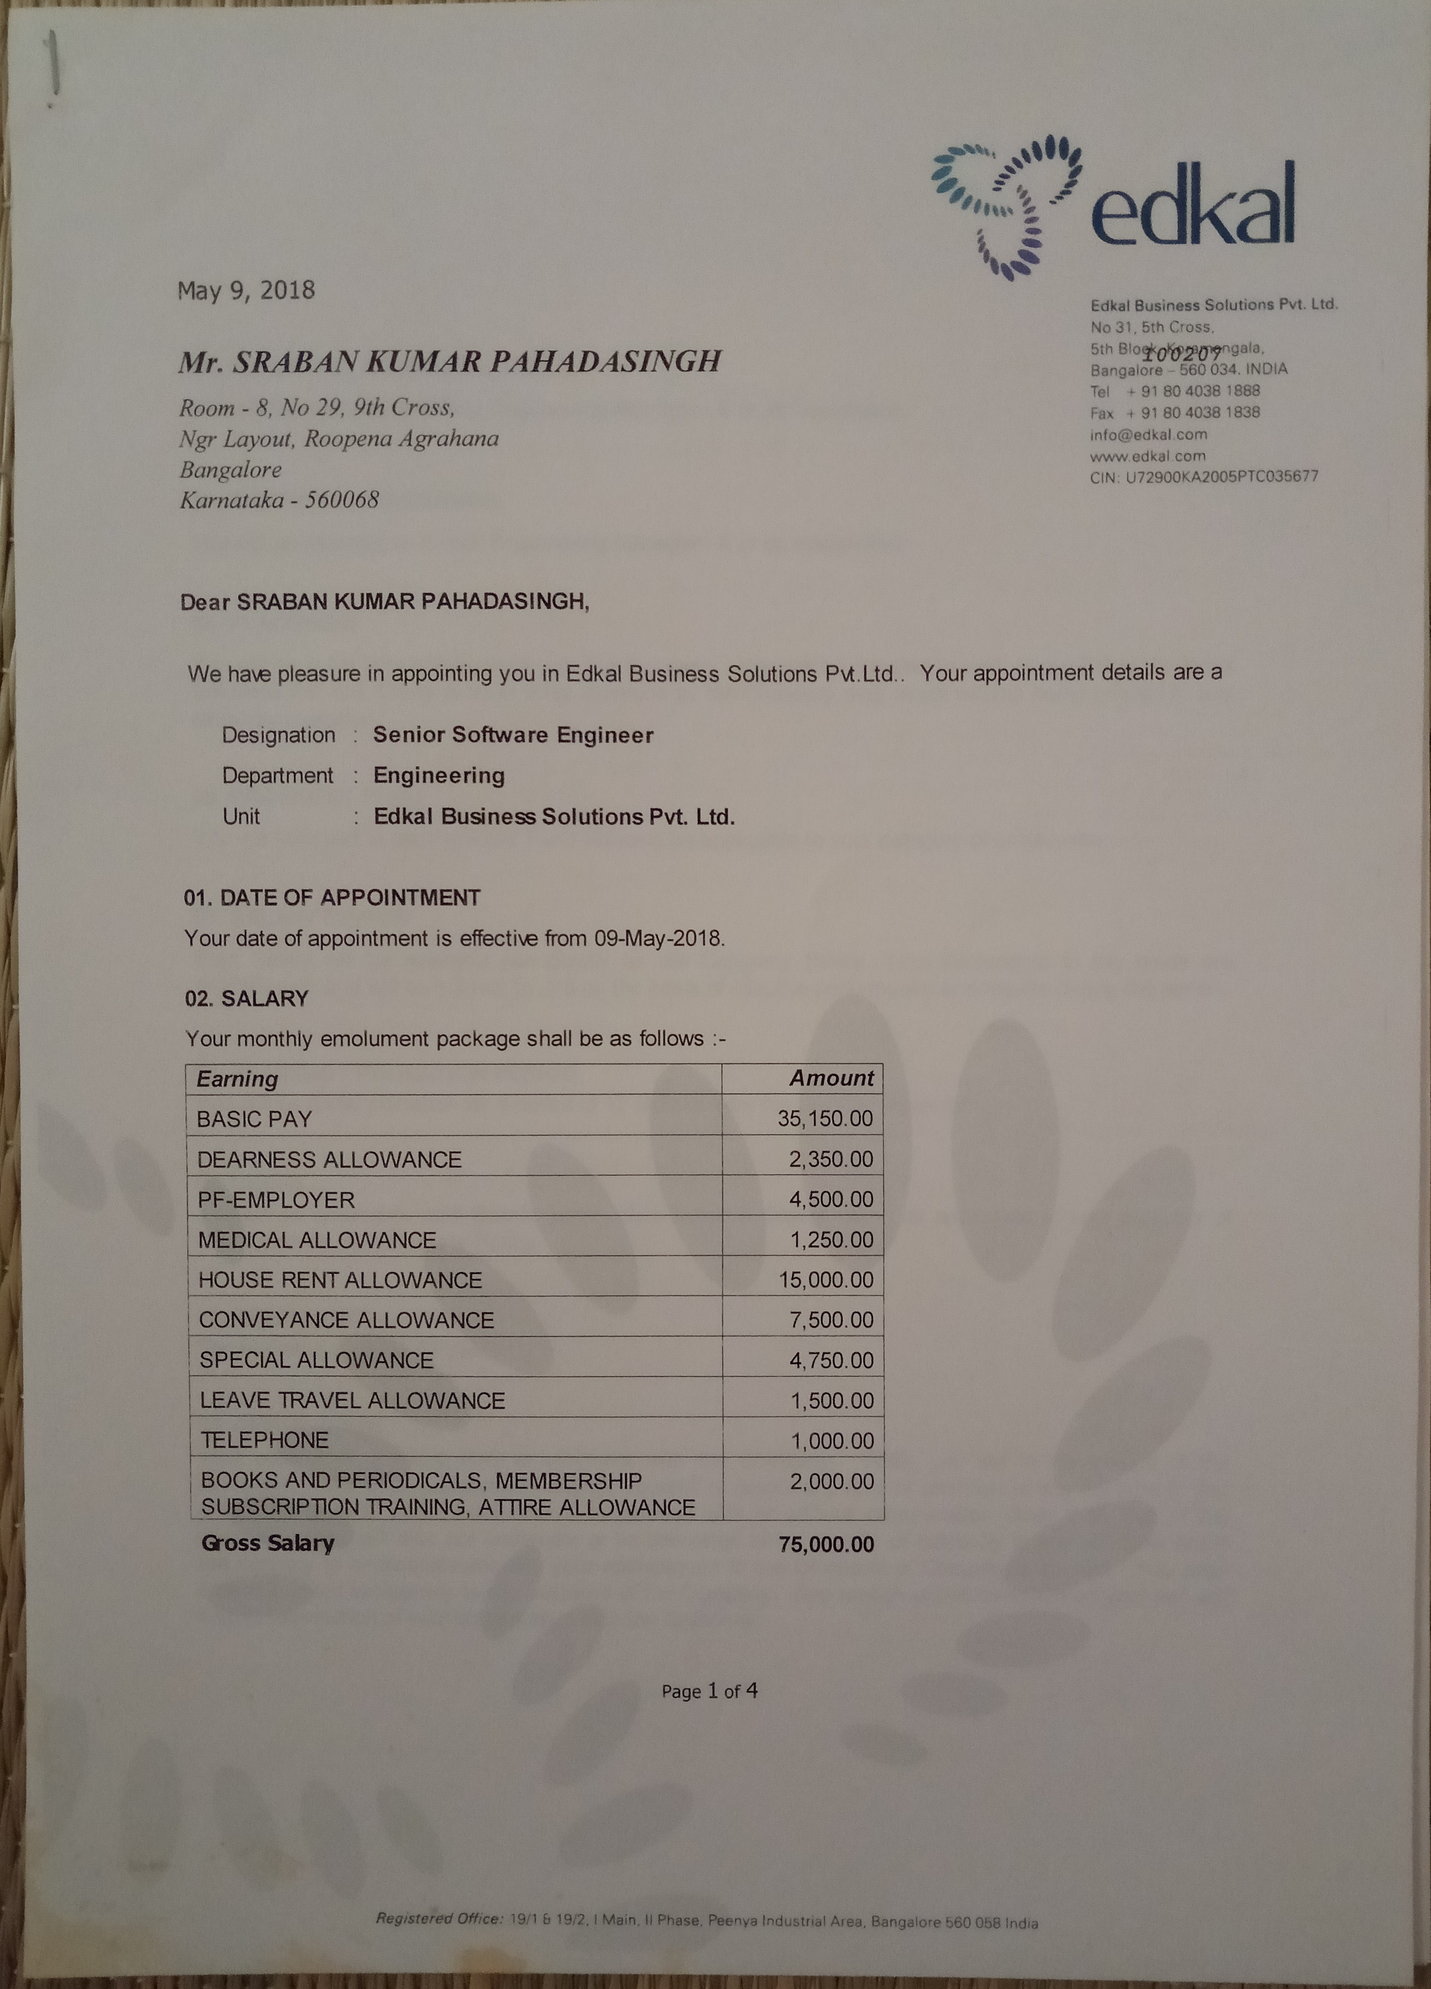 edkal
May 9, 2018
Edkal Business Solutions Pvt. Ltd.
No 31, 5th Cross,
5th Block, Koramongala,
100207
Bangalore – 560 034. INDIA
Tel + 91 80 4038 1888
Fax + 91 80 4038 1838
info@edkal.com
www.edkal.com
CIN: U72900KA2005PTC035677
Mr. SRABAN KUMAR PAHADASINGH
Room - 8, No 29, 9th Cross,
Ngr Layout, Roopena Agrahana
Bangalore
Karnataka - 560068
Dear SRABAN KUMAR PAHADASINGH,
We have pleasure in appointing you in Edkal Business Solutions Pvt.Ltd.. Your appointment details are a
Designation : Senior Software Engineer
Department : Engineering
Unit : Edkal Business Solutions Pvt. Ltd.
01. DATE OF APPOINTMENT
Your date of appointment is effective from 09-May-2018.
02. SALARY
Your monthly emolument package shall be as follows :-
Earning Amount
BASIC PAY 35,150.00
DEARNESS ALLOWANCE 2,350.00
PF-EMPLOYER 4,500.00
MEDICAL ALLOWANCE 1,250.00
HOUSE RENT ALLOWANCE 15,000.00
CONVEYANCE ALLOWANCE 7,500.00
SPECIAL ALLOWANCE 4,750.00
LEAVE TRAVEL ALLOWANCE 1,500.00
TELEPHONE 1,000.00
BOOKS AND PERIODICALS, MEMBERSHIP 2,000.00
SUBSCRIPTION TRAINING, ATTIRE ALLOWANCE
Gross Salary 75,000.00
Page 1 of 4
Registered Office: 19/1 & 19/2, I Main, II Phase, Peenya Industrial Area, Bangalore 560 058 India